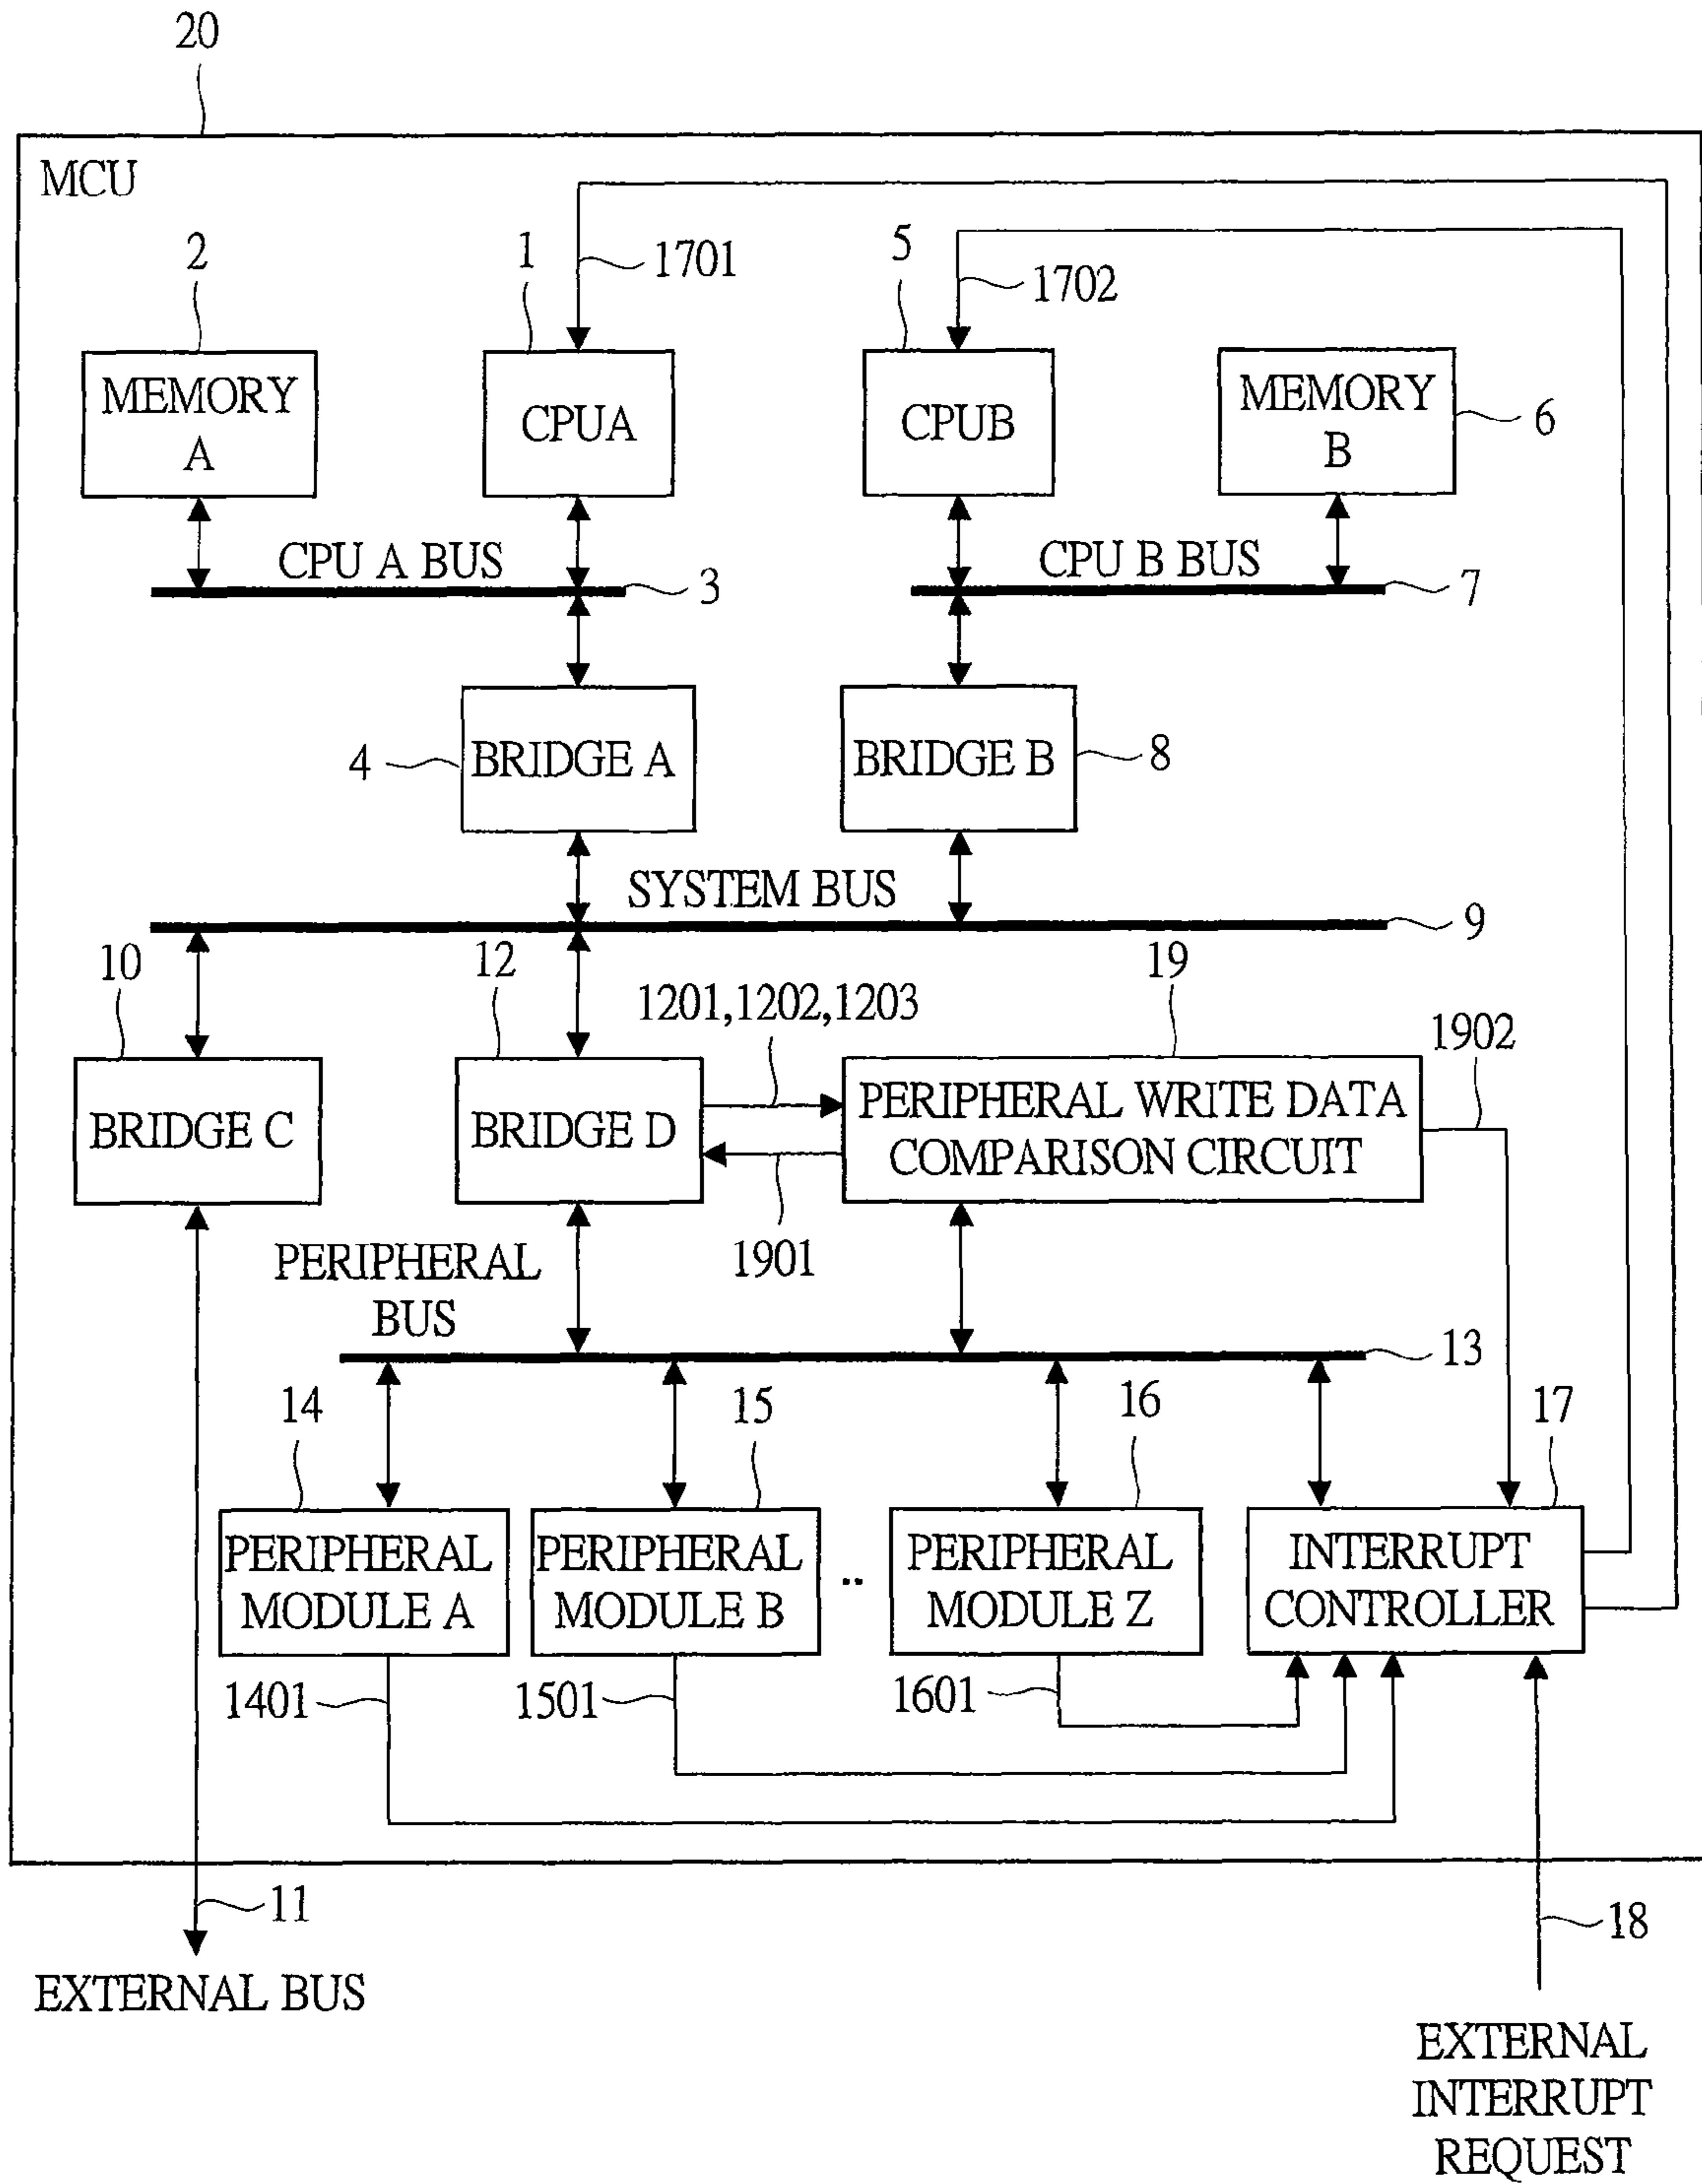 20
MCU
2
1
1701
5
1702
MEMORY
A
CPUA
CPUB
MEMORY
B
6
CPU A BUS
3
CPU B BUS
7
4
BRIDGE A
BRIDGE B
8
SYSTEM BUS
9
10
12
1201,1202,1203
19
1902
BRIDGE C
BRIDGE D
PERIPHERAL WRITE DATA
COMPARISON CIRCUIT
1901
PERIPHERAL
BUS
13
14
15
16
17
PERIPHERAL
MODULE A
PERIPHERAL
MODULE B
..
PERIPHERAL
MODULE Z
INTERRUPT
CONTROLLER
1401
1501
1601
11
18
EXTERNAL BUS
EXTERNAL
INTERRUPT
REQUEST